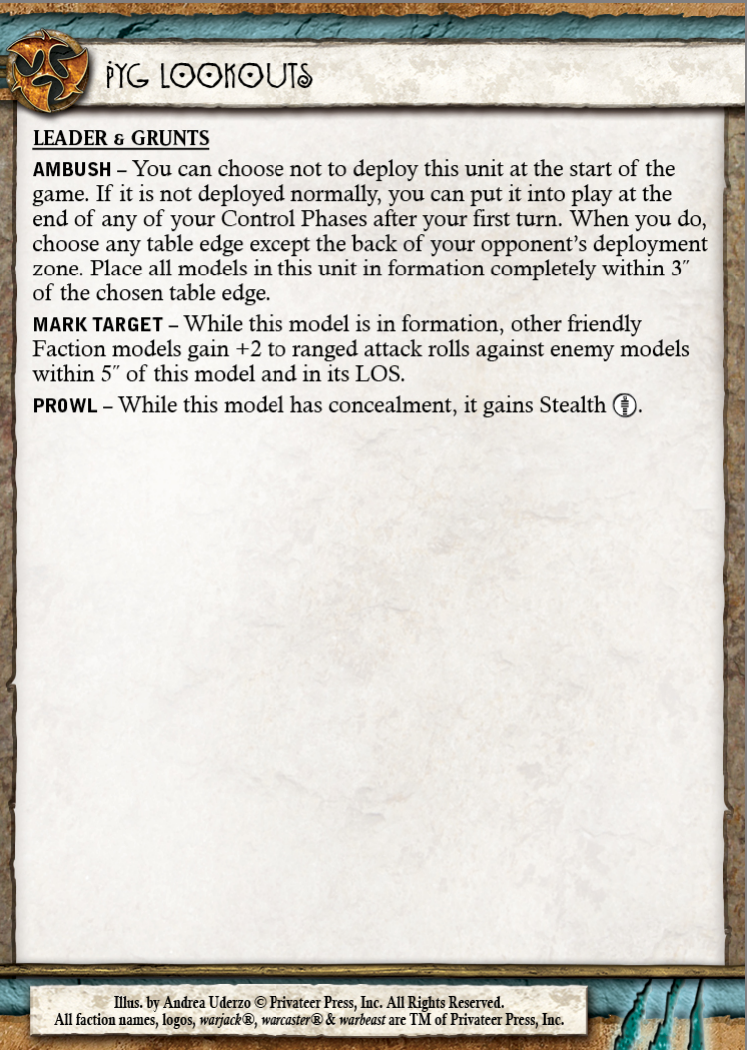 PYG LOOKOUTS
LEADER & GRUNTS
AMBUSH – You can choose not to deploy this unit at the start of the
game. If it is not deployed normally, you can put it into play at the
end of any of your Control Phases after your first turn. When you do,
choose any table edge except the back of your opponent’s deployment
zone. Place all models in this unit in formation completely within 3˝
of the chosen table edge.
MARK TARGET – While this model is in formation, other friendly
Faction models gain +2 to ranged attack rolls against enemy models
within 5˝ of this model and in its LOS.
PROWL – While this model has concealment, it gains Stealth.
Illus. by Andrea Uderzo © Privateer Press, Inc. All Rights Reserved.
All faction names, logos, warjack®, warcaster® & warbeast are TM of Privateer Press, Inc.